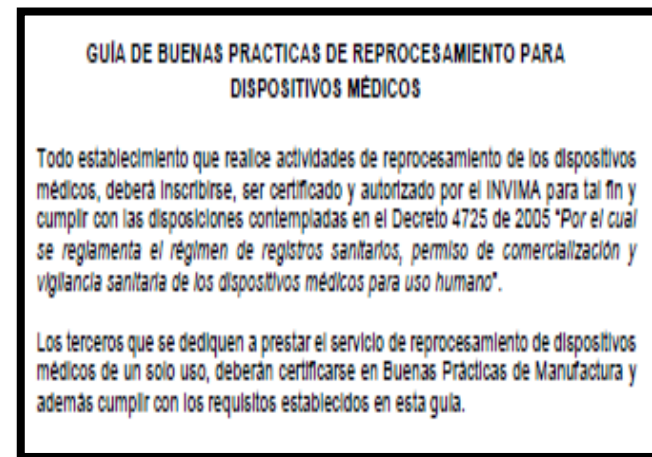 GUÍA DE BUENAS PRACTICAS DE REPROCESAMIENTO PARA
DISPOSITIVOS MÉDICOS
Todo establecimiento que realice actividades de reprocesamiento de los dispositivos
médicos, deberá inscribirse, ser certificado y autorizado por el INVIMA para tal fin y
cumplir con las disposiciones contempladas en el Decreto 4725 de 2005 "Por el cual
se reglamenta el régimen de registros sanitarios, permiso de comercialización y
vigilancia sanitaria de los dispositivos médicos para uso humano".
Los terceros que se dediquen a prestar el servicio de reprocesamiento de dispositivos
médicos de un solo uso, deberán certificarse en Buenas Prácticas de Manufactura y
además cumplir con los requisitos establecidos en esta guía.